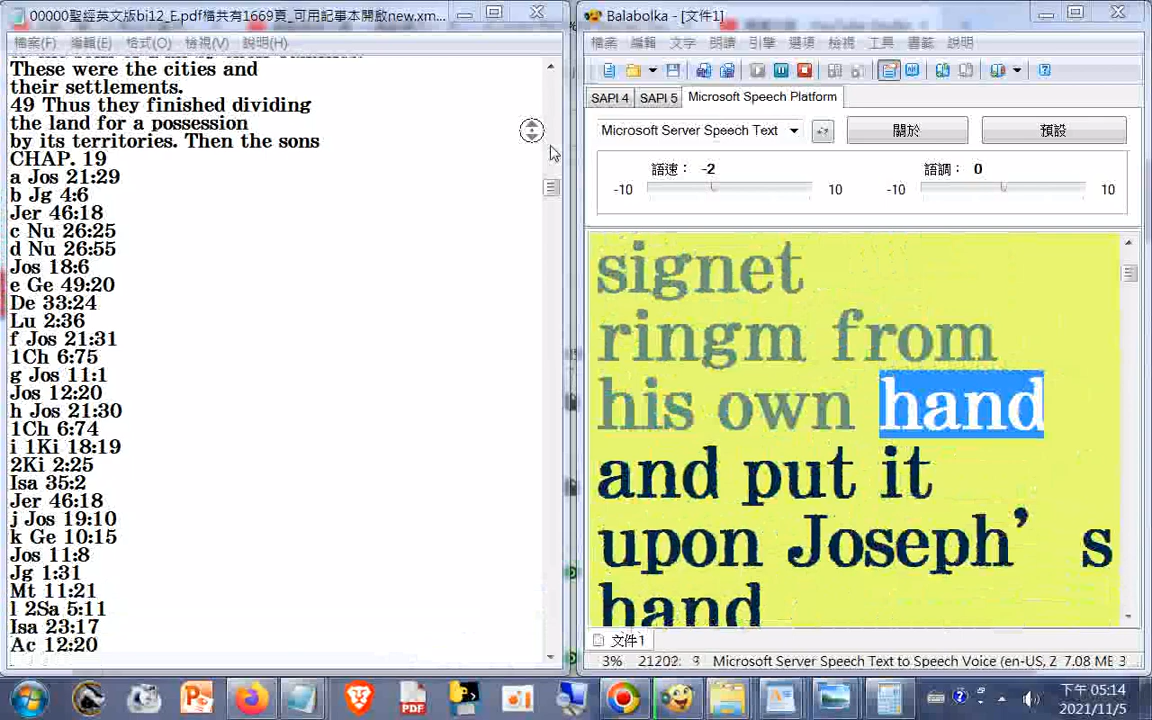 00000聖經英文版bi12_E.pdf檔共有1669頁_可用記事本開啟new.xm...
檔案(F) 編輯(E) 格式(O) 檢視(V) 說明(H)
These were the cities and
their settlements.
49 Thus they finished dividing
the land for a possession
by its territories. Then the sons
CHAP. 19
a Jos 21:29
b Jg 4:6
Jer 46:18
c Nu 26:25
d Nu 26:55
Jos 18:6
e Ge 49:20
De 33:24
Lu 2:36
f Jos 21:31
1Ch 6:75
g Jos 11:1
Jos 12:20
h Jos 21:30
1Ch 6:74
i 1Ki 18:19
2Ki 2:25
Isa 35:2
Jer 46:18
j Jos 19:10
k Ge 10:15
Jos 11:8
Jg 1:31
Mt 11:21
l 2Sa 5:11
Isa 23:17
Ac 12:20
Balabolka - [文件1]
檔案 編輯 文字 朗讀 引擎 選項 檢視 工具 書籤 說明
SAPI 4 SAPI 5 Microsoft Speech Platform
Microsoft Server Speech Text 關於 預設
語速： -2 語調： 0
-10 10 -10 10
signet
ringm from
his own hand
and put it
upon Joseph’s
hand
文件1
3% 21202: Microsoft Server Speech Text to Speech Voice (en-US, 2 7.08 MB 3
下午 05:14
2021/11/5